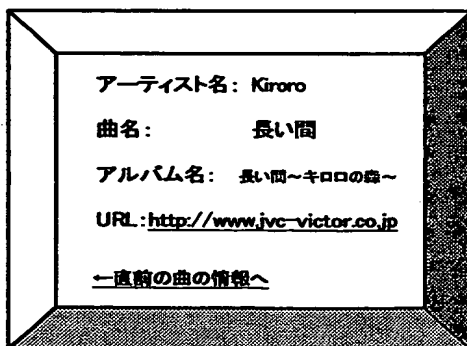 アーティスト名: Kiroro
曲名: 長い間
アルバム名: 長い間~キロロの森~
URL:http://www.jvc-victor.co.jp
←直前の曲の情報へ